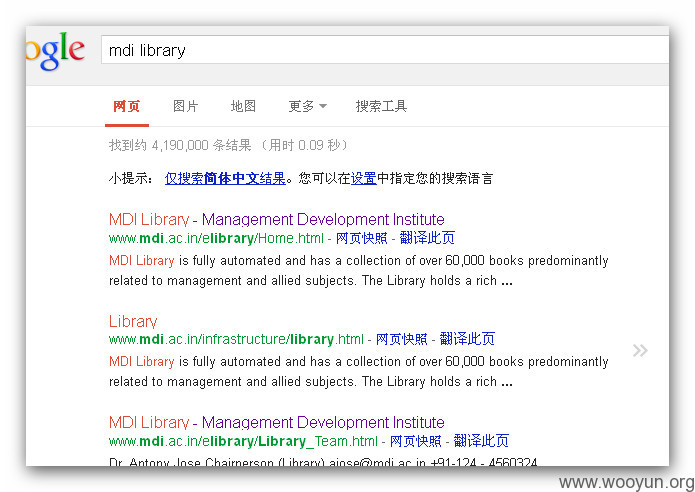 ogle
mdi library
网页 图片 地图 更多 搜索工具
找到约 4,190,000 条结果 （用时 0.09 秒）
小提示： 仅搜索简体中文结果。您可以在设置中指定您的搜索语言
MDI Library - Management Development Institute
www.mdi.ac.in/elibrary/Home.html - 网页快照 - 翻译此页
MDI Library is fully automated and has a collection of over 60,000 books predominantly
related to management and allied subjects. The Library holds a rich ...
Library
www.mdi.ac.in/infrastructure/library.html - 网页快照 - 翻译此页
MDI Library is fully automated and has a collection of over 60,000 books predominantly
related to management and allied subjects. The Library holds a rich ...
MDI Library - Management Development Institute
www.mdi.ac.in/elibrary/Library_Team.html - 网页快照 - 翻译此页
Dr. Antony Jose Chairperson (Library) ajose@mdi.ac.in +91-124 - 4560324
www.wooyun.org